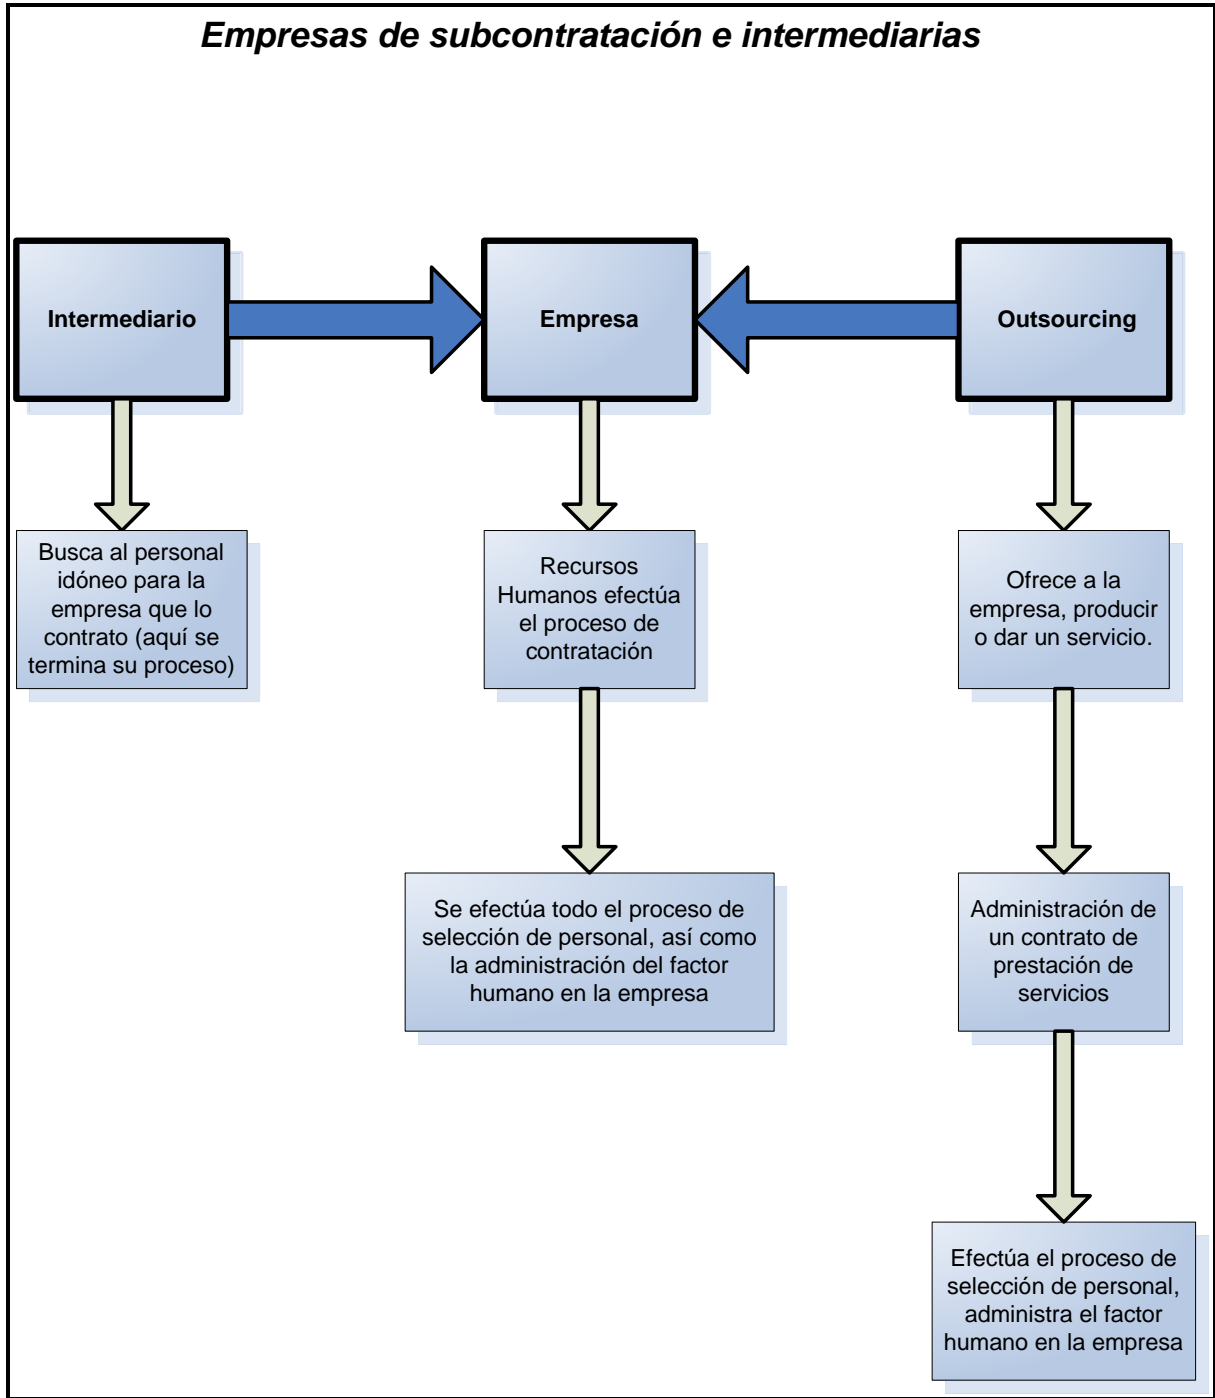 Empresas de subcontratación e intermediarias
Intermediario
Empresa
Outsourcing
Busca al personal
idóneo para la
empresa que lo
contrato (aquí se
termina su proceso)
Recursos
Humanos efectúa
el proceso de
contratación
Ofrece a la
empresa, producir
o dar un servicio.
Se efectúa todo el proceso de
selección de personal, así como
la administración del factor
humano en la empresa
Administración de
un contrato de
prestación de
servicios
Efectúa el proceso de
selección de personal,
administra el factor
humano en la empresa